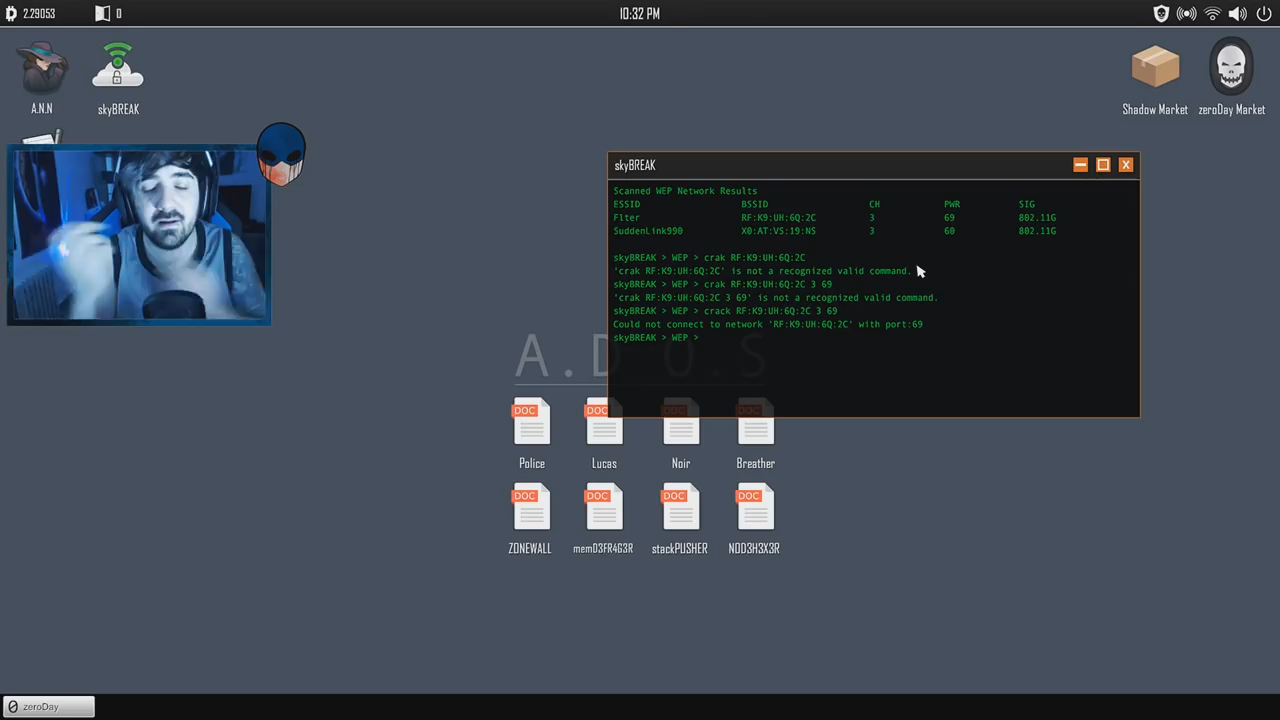 2.29053
0
10:32 PM
A.N.N
skyBREAK
Shadow Market
zeroDay Market
skyBREAK
Scanned WEP Network Results
ESSID BSSID CH PWR SIG
Flter RF:K9:UH:6Q:2C 3 69 802.11G
SuddenLink990 X0:AT:VS:19:NS 3 60 802.11G
skyBREAK > WEP > crak RF:K9:UH:6Q:2C
'crak RF:K9:UH:6Q:2C' is not a recognized valid command.
skyBREAK > WEP > crak RF:K9:UH:6Q:2C 3 69
'crak RF:K9:UH:6Q:2C 3 69' is not a recognized valid command.
skyBREAK > WEP > crack RF:K9:UH:6Q:2C 3 69
Could not connect to network 'RF:K9:UH:6Q:2C' with port:69
skyBREAK > WEP >
A.D O.S
DOC DOC DOC DOC
Police Lucas Noir Breather
DOC DOC DOC DOC
ZONEWALL memD3FR4G3R stackPUSHER NOD3H3X3R
zeroDay